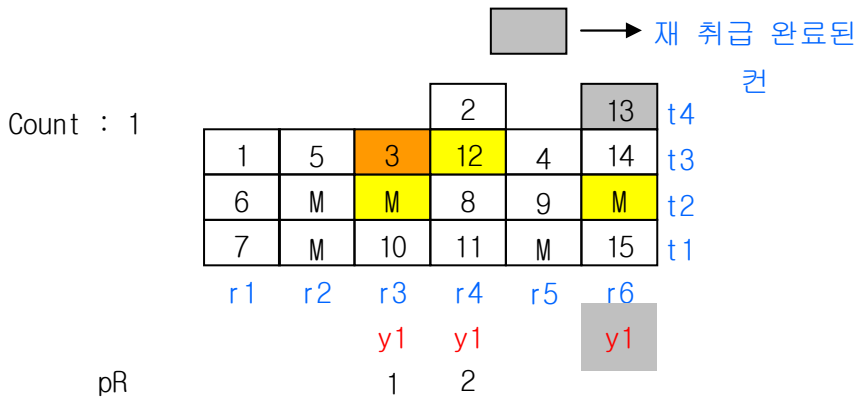 재 취급 완료된
컨
Count : 1
2 13 t4
1 5 3 12 4 14 t3
6 M M 8 9 M t2
7 M 10 11 M 15 t1
r1 r2 r3 r4 r5 r6
y1 y1 y1
pR 1 2